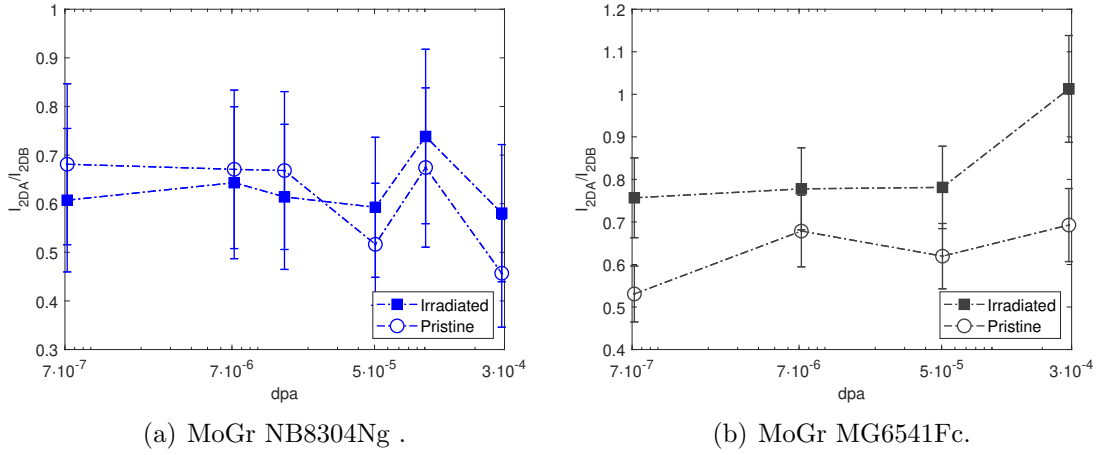 1
0.9
0.8
0.7
0.6
0.5
0.4
0.3
I2DA/I2DB
7·10-7
7·10-6
5·10-5
3·10-4
dpa
Irradiated
Pristine
(a) MoGr NB8304Ng .
1.2
1.1
1
0.9
0.8
0.7
0.6
0.5
0.4
I2DA/I2DB
7·10-7
7·10-6
5·10-5
3·10-4
dpa
Irradiated
Pristine
(b) MoGr MG6541Fc.